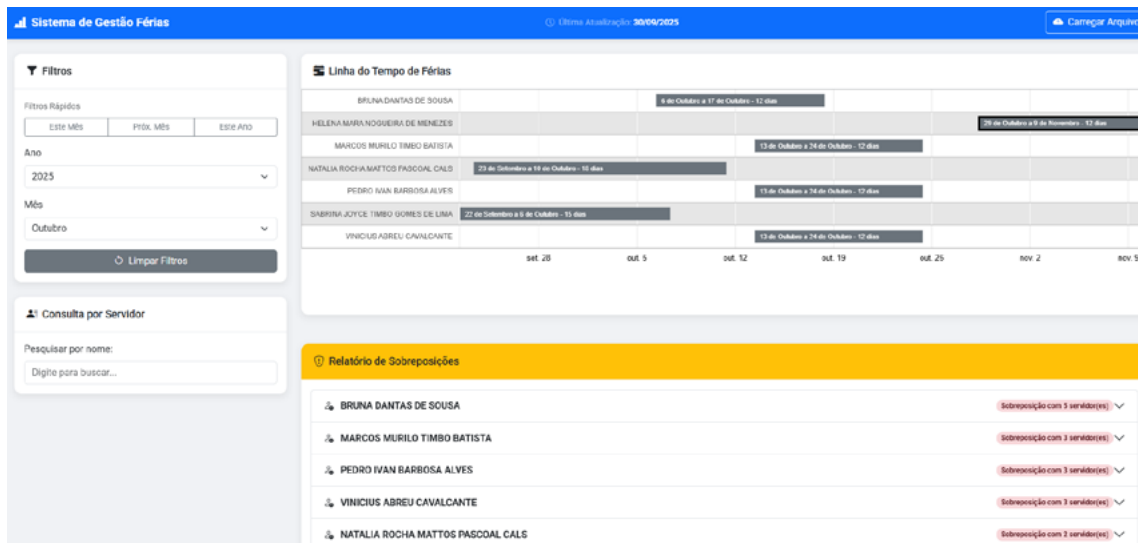 Sistema de Gestão Férias
Última Atualização: 30/09/2025
Carregar Arquivo
Filtros
Filtros Rápidos
Este Mês
Próx. Mês
Este Ano
Ano
2025
Mês
Outubro
Limpar Filtros
Consulta por Servidor
Pesquisar por nome:
Digite para buscar...
Linha do Tempo de Férias
BRUNA DANTAS DE SOUSA
6 de Outubro a 17 de Outubro - 12 dias
HELENA MARA NOGUEIRA DE MENEZES
29 de Outubro a 9 de Novembro - 12 dias
MARCOS MURILO TIMBO BATISTA
13 de Outubro a 24 de Outubro - 12 dias
NATALIA ROCHA MATTOS PASCOAL CALS
23 de Setembro a 10 de Outubro - 18 dias
PEDRO IVAN BARBOSA ALVES
13 de Outubro a 24 de Outubro - 12 dias
SABRINA JOYCE TIMBO GOMES DE LIMA
22 de Setembro a 6 de Outubro - 15 dias
VINICIUS ABREU CAVALCANTE
13 de Outubro a 24 de Outubro - 12 dias
set. 28
out. 5
out. 12
out. 19
out. 26
nov. 2
nov. 9
Relatório de Sobreposições
BRUNA DANTAS DE SOUSA
Sobreposição com 5 servidor(es)
MARCOS MURILO TIMBO BATISTA
Sobreposição com 3 servidor(es)
PEDRO IVAN BARBOSA ALVES
Sobreposição com 3 servidor(es)
VINICIUS ABREU CAVALCANTE
Sobreposição com 3 servidor(es)
NATALIA ROCHA MATTOS PASCOAL CALS
Sobreposição com 2 servidor(es)